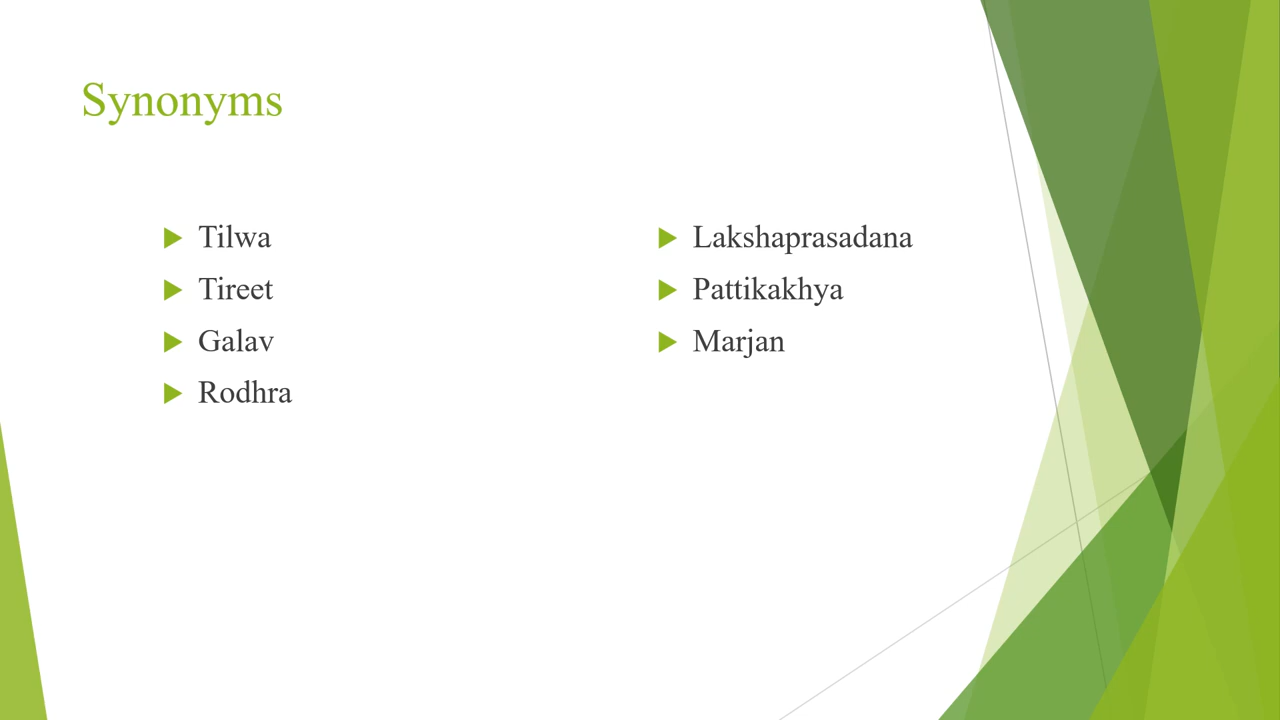 Synonyms
Tilwa
Tireet
Galav
Rodhra
Lakshaprasadana
Pattikakhya
Marjan